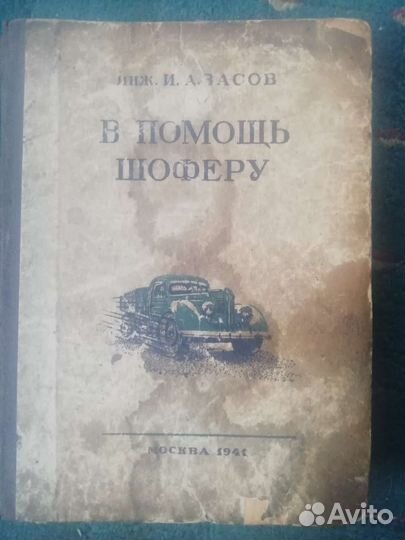 ИНЖ. И. А. ЗАСОВ
В ПОМОЩЬ
ШОФЕРУ
МОСКВА 1941
Avito